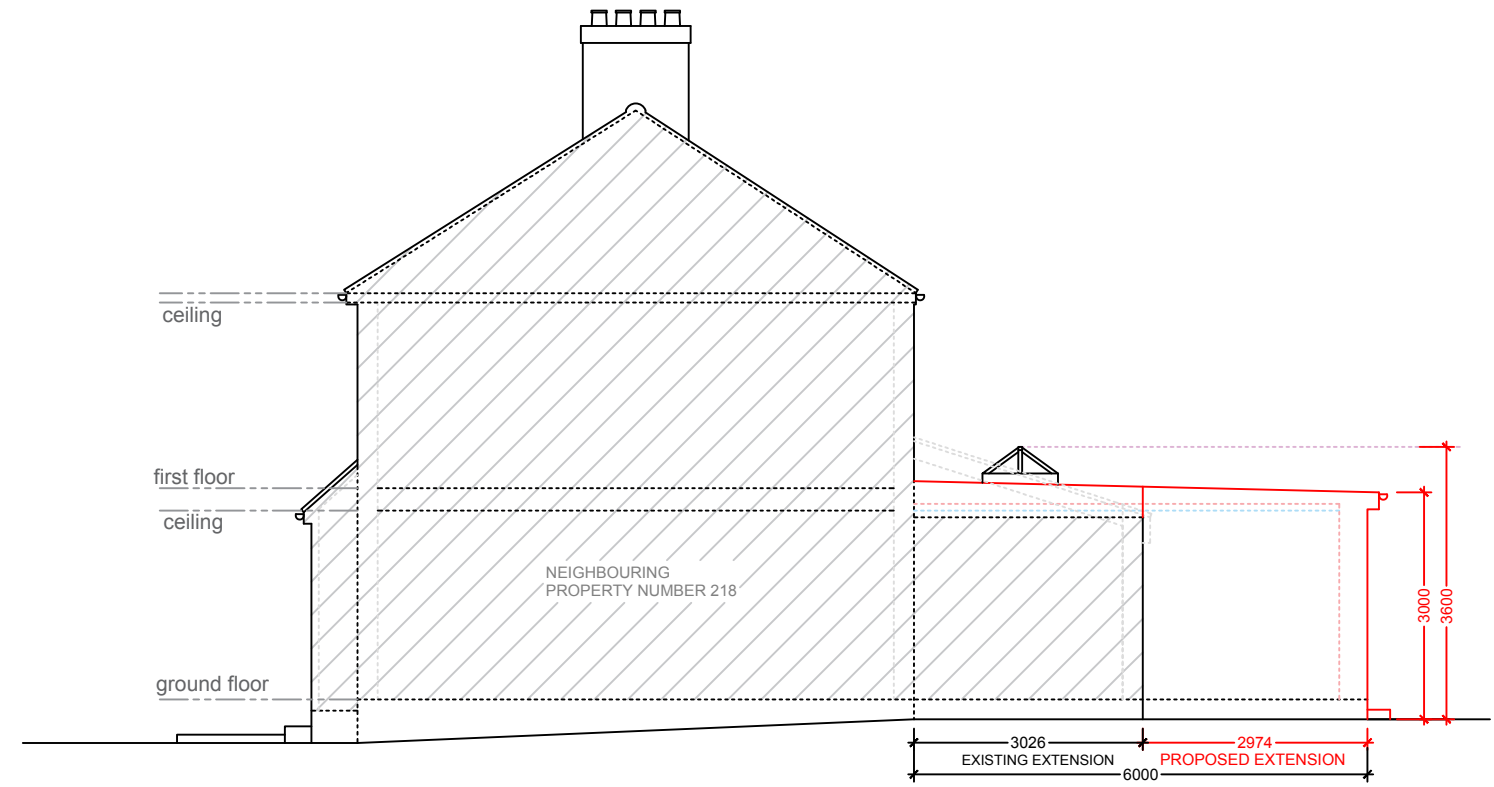 ceiling
first floor
ceiling
NEIGHBOURING
PROPERTY NUMBER 218
ground floor
3000
3600
3026
2974
EXISTING EXTENSION
PROPOSED EXTENSION
6000